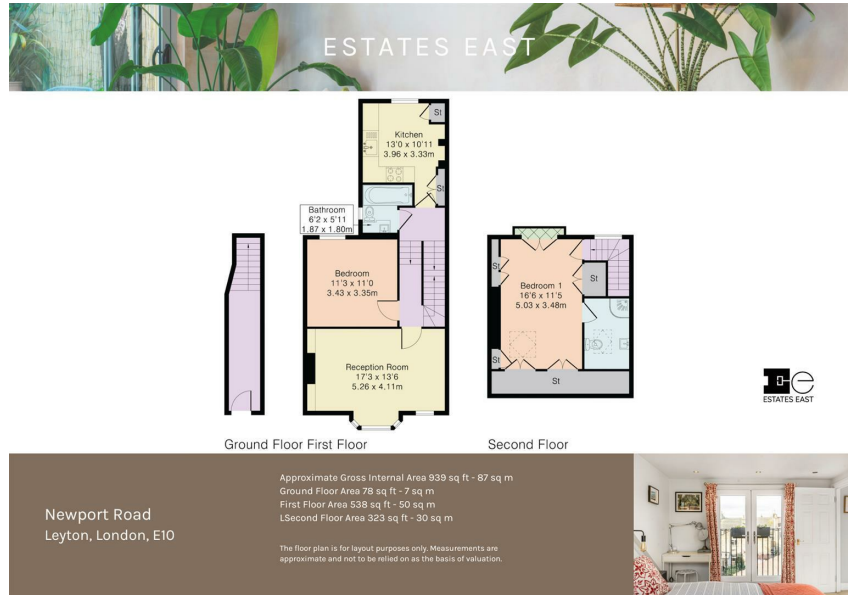 ESTATES EAST
St
Kitchen
13'0 x 10'11
3.96 x 3.33m
St
Bathroom
6'2 x 5'11
1.87 x 1.80m
Bedroom
11'3 x 11'0
3.43 x 3.35m
Reception Room
17'3 x 13'6
5.26 x 4.11m
St
Bedroom 1
16'6 x 11'5
5.03 x 3.48m
St
St
St
Ground Floor First Floor
Second Floor
ESTATES EAST
Newport Road
Leyton, London, E10
Approximate Gross Internal Area 939 sq ft - 87 sq m
Ground Floor Area 78 sq ft - 7 sq m
First Floor Area 538 sq ft - 50 sq m
LSecond Floor Area 323 sq ft - 30 sq m
The floor plan is for layout purposes only. Measurements are
approximate and not to be relied on as the basis of valuation.